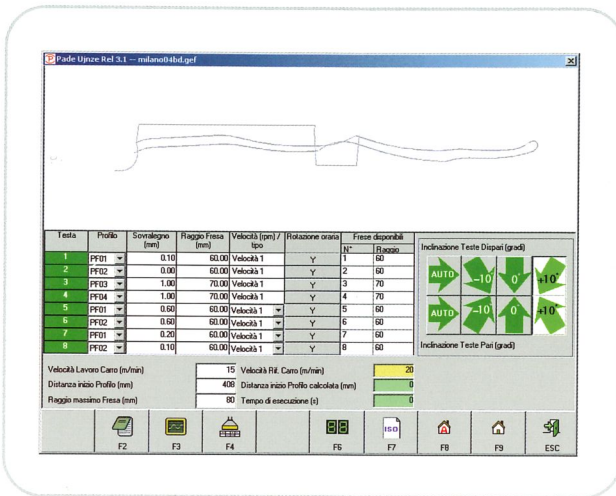 Pade Ujnze Rel 3.1 -- milano04bd.gef
Testa Profilo Sovralegno (mm) Raggio Fresa (mm) Velocità (rpm) / tipo Rotazione oraria Frese disponibili
N° Raggio
1 PF01 0.10 60.00 Velocità 1 Y 1 60
2 PF02 0.00 60.00 Velocità 1 Y 2 60
3 PF03 1.00 70.00 Velocità 1 Y 3 70
4 PF04 1.00 70.00 Velocità 1 Y 4 70
5 PF01 0.60 60.00 Velocità 1 Y 5 60
6 PF02 0.60 60.00 Velocità 1 Y 6 60
7 PF01 0.20 60.00 Velocità 1 Y 7 60
8 PF02 0.10 60.00 Velocità 1 Y 8 60
Inclinazione Teste Dispari (gradi)
AUTO -10° 0° +10°
AUTO -10 0° +10°
Inclinazione Teste Pari (gradi)
Velocità Lavoro Carro (m/min) 15 Velocità Rif. Carro (m/min) 20
Distanza inizio Profilo (mm) 408 Distanza inizio Profilo calcolata (mm) 0
Raggio massimo Fresa (mm) 80 Tempo di esecuzione (s) 0
ISO A
F2 F3 F4 F6 F7 F8 F9 ESC